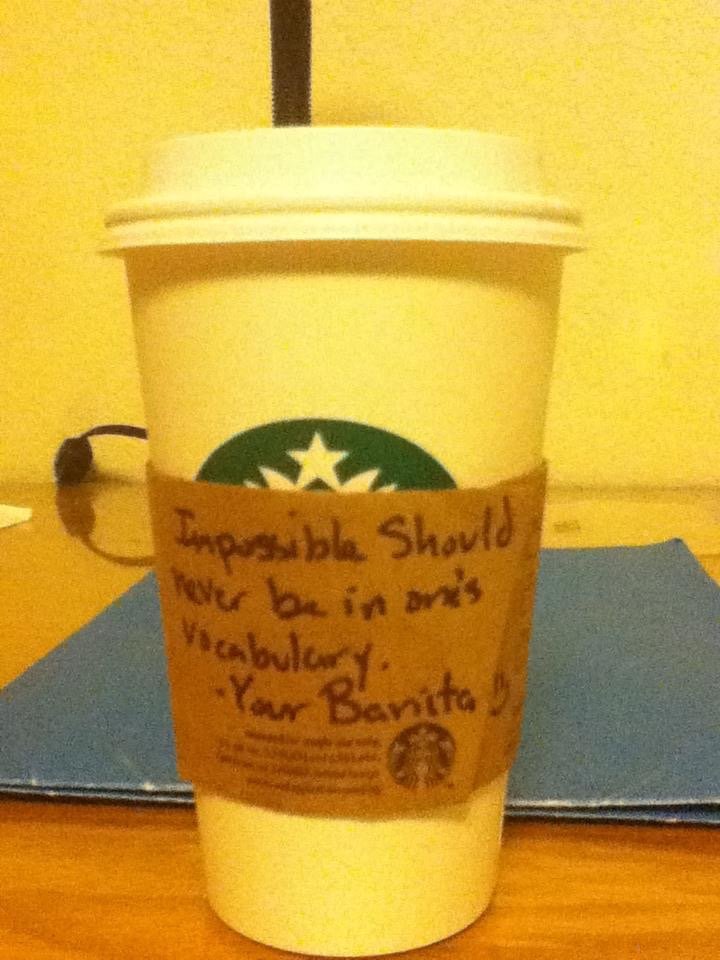 Impossible Should
never be in one's
vocabulary.
-Your Barista :)